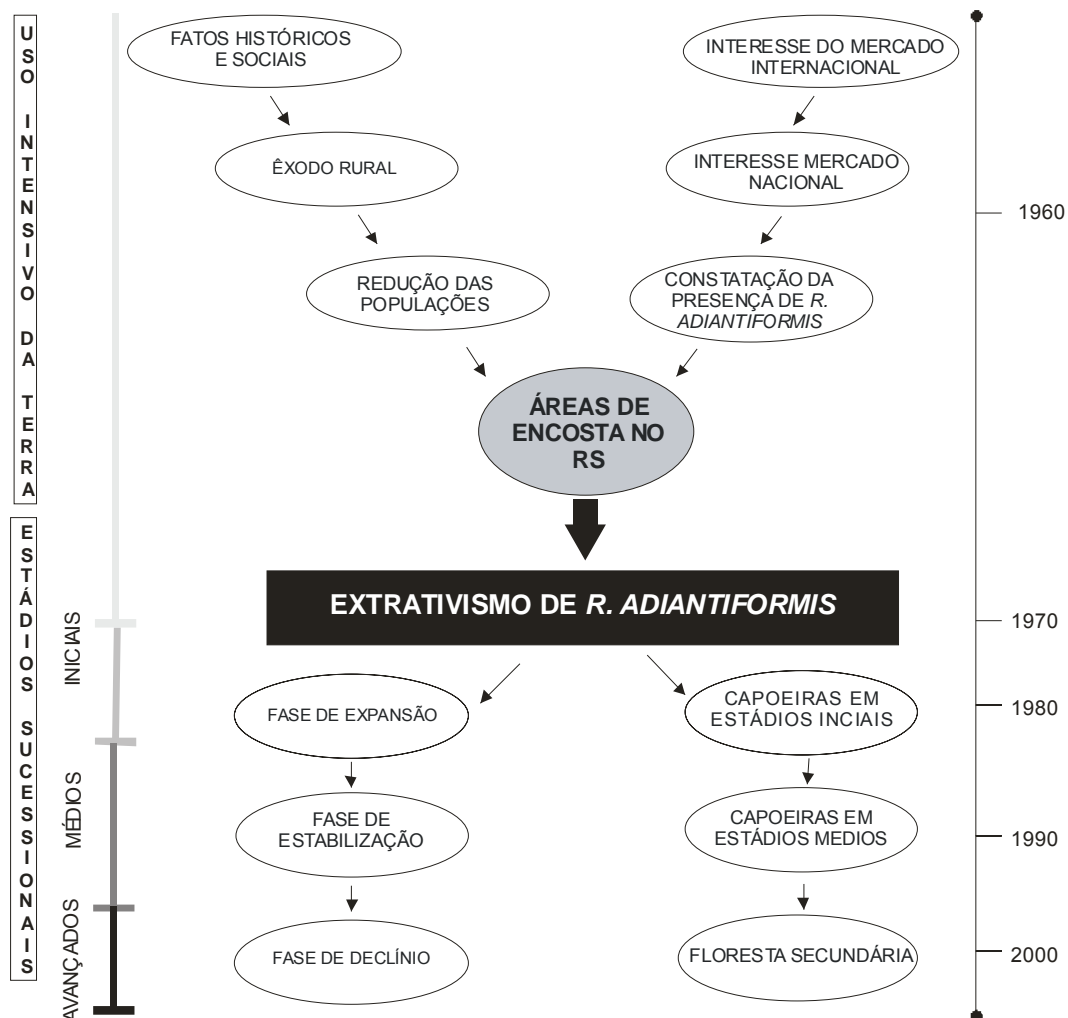 USO INTENSIVO DA TERRA
ESTÁDIOS SUCESSIONAIS
INICIAIS
MÉDIOS
AVANÇADOS
FATOS HISTÓRICOS
E SOCIAIS
INTERESSE DO MERCADO
INTERNACIONAL
ÊXODO RURAL
INTERESSE MERCADO
NACIONAL
1960
REDUÇÃO DAS
POPULAÇÕES
CONSTATAÇÃO DA
PRESENÇA DE R.
ADIANTIFORMIS
ÁREAS DE
ENCOSTA NO
RS
EXTRATIVISMO DE R. ADIANTIFORMIS
1970
FASE DE EXPANSÃO
CAPOEIRAS EM
ESTÁDIOS INCIAIS
1980
FASE DE
ESTABILIZAÇÃO
CAPOEIRAS EM
ESTÁDIOS MEDIOS
1990
FASE DE DECLÍNIO
FLORESTA SECUNDÁRIA
2000